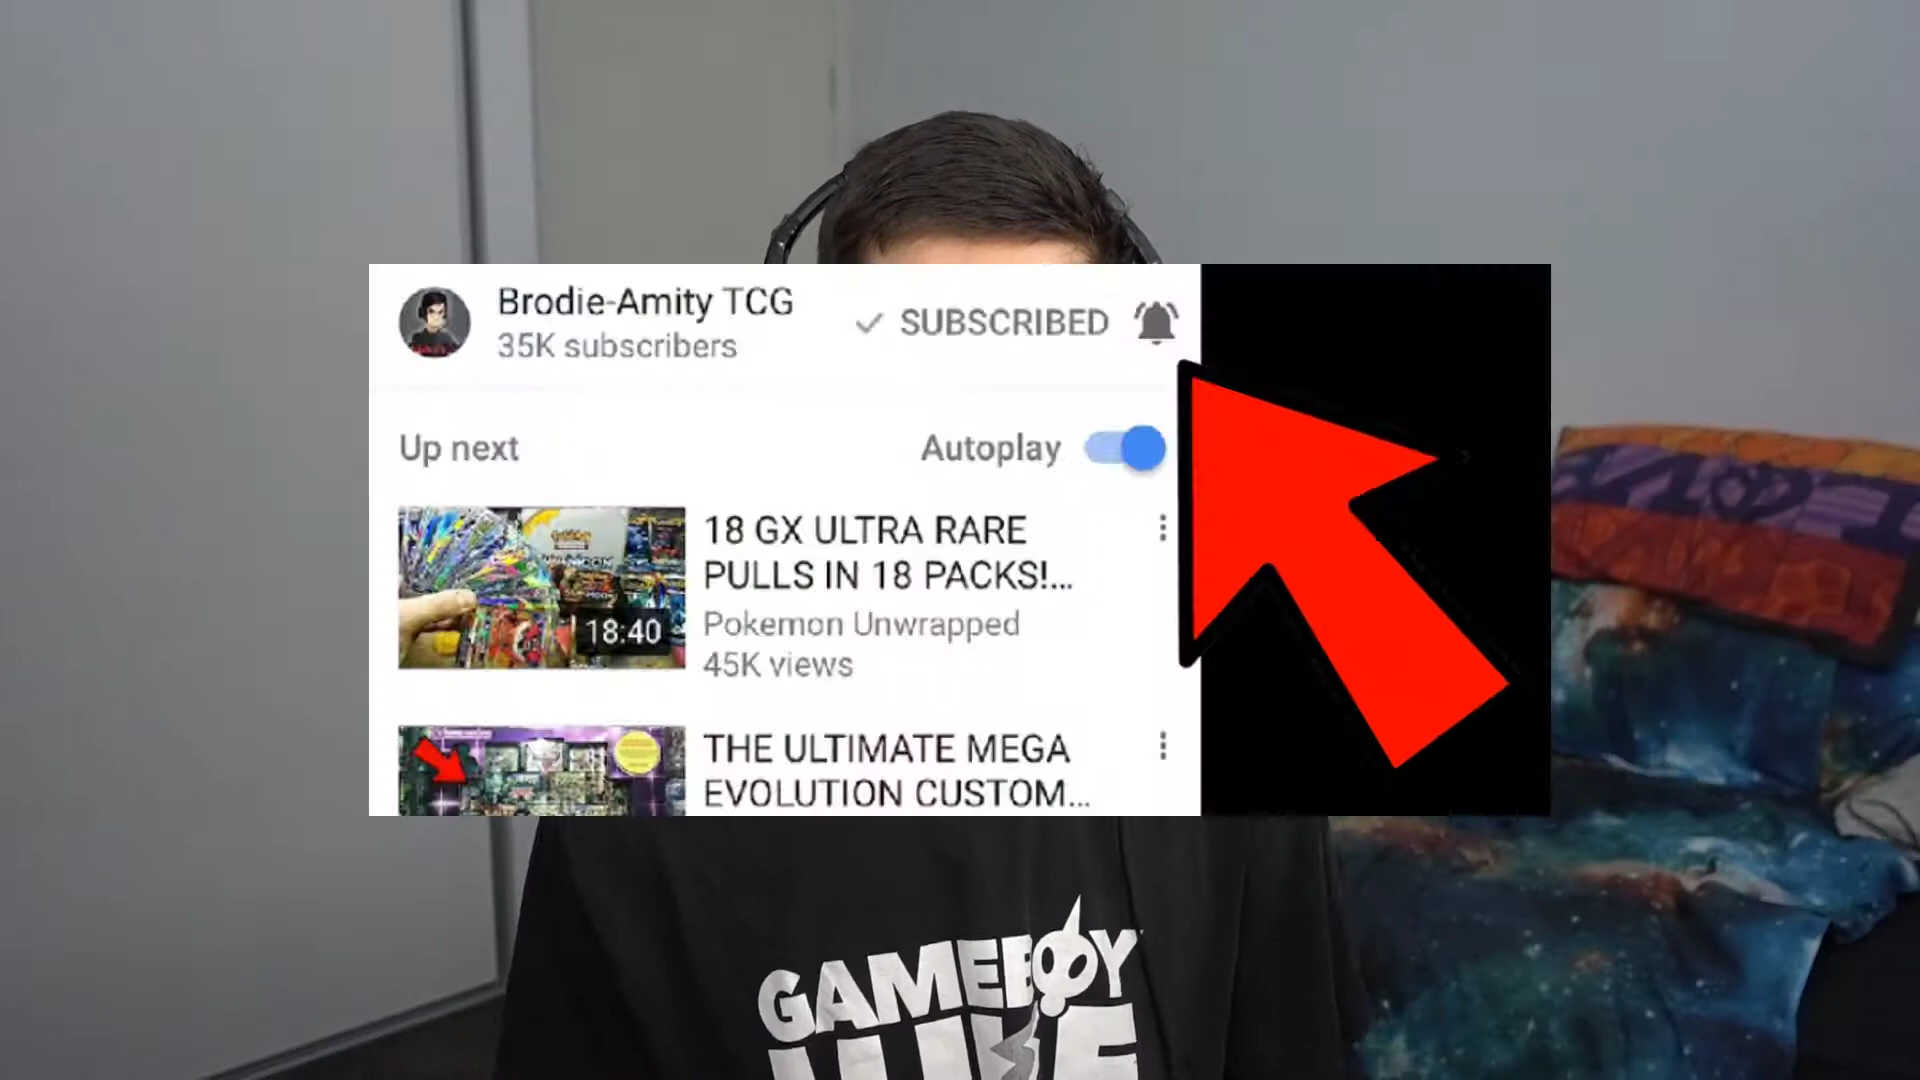 Brodie-Amity TCG
35K subscribers
SUBSCRIBED
Up next
Autoplay
18 GX ULTRA RARE
PULLS IN 18 PACKS!...
Pokemon Unwrapped
45K views
18:40
THE ULTIMATE MEGA
EVOLUTION CUSTOM...
GAMEBOY